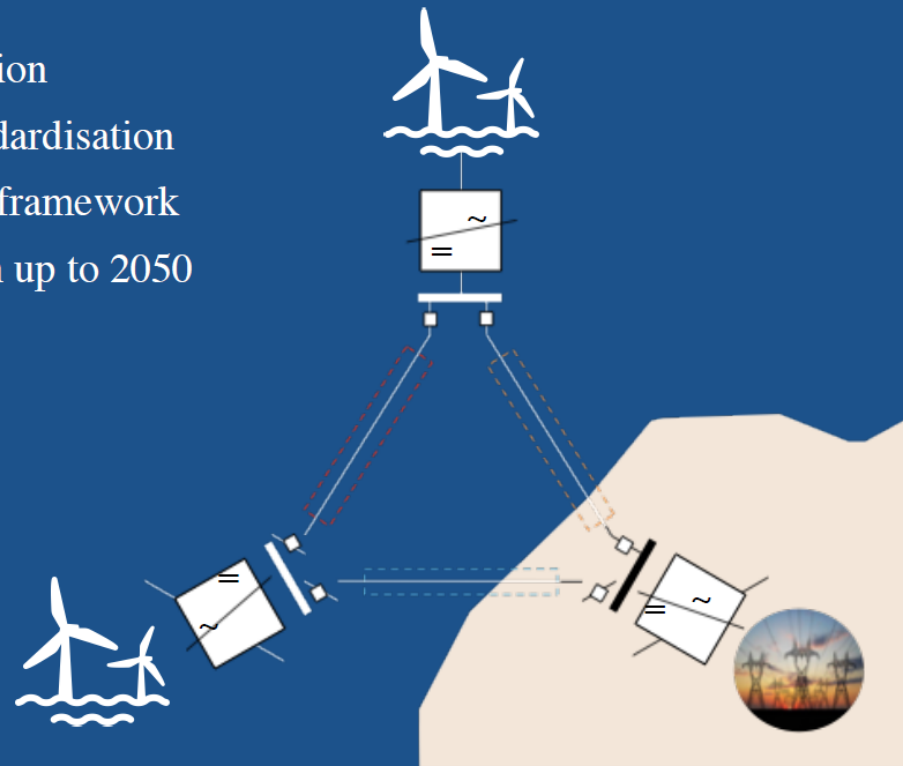 ion
dardisation
framework
up to 2050
~
=
=
~
~
=